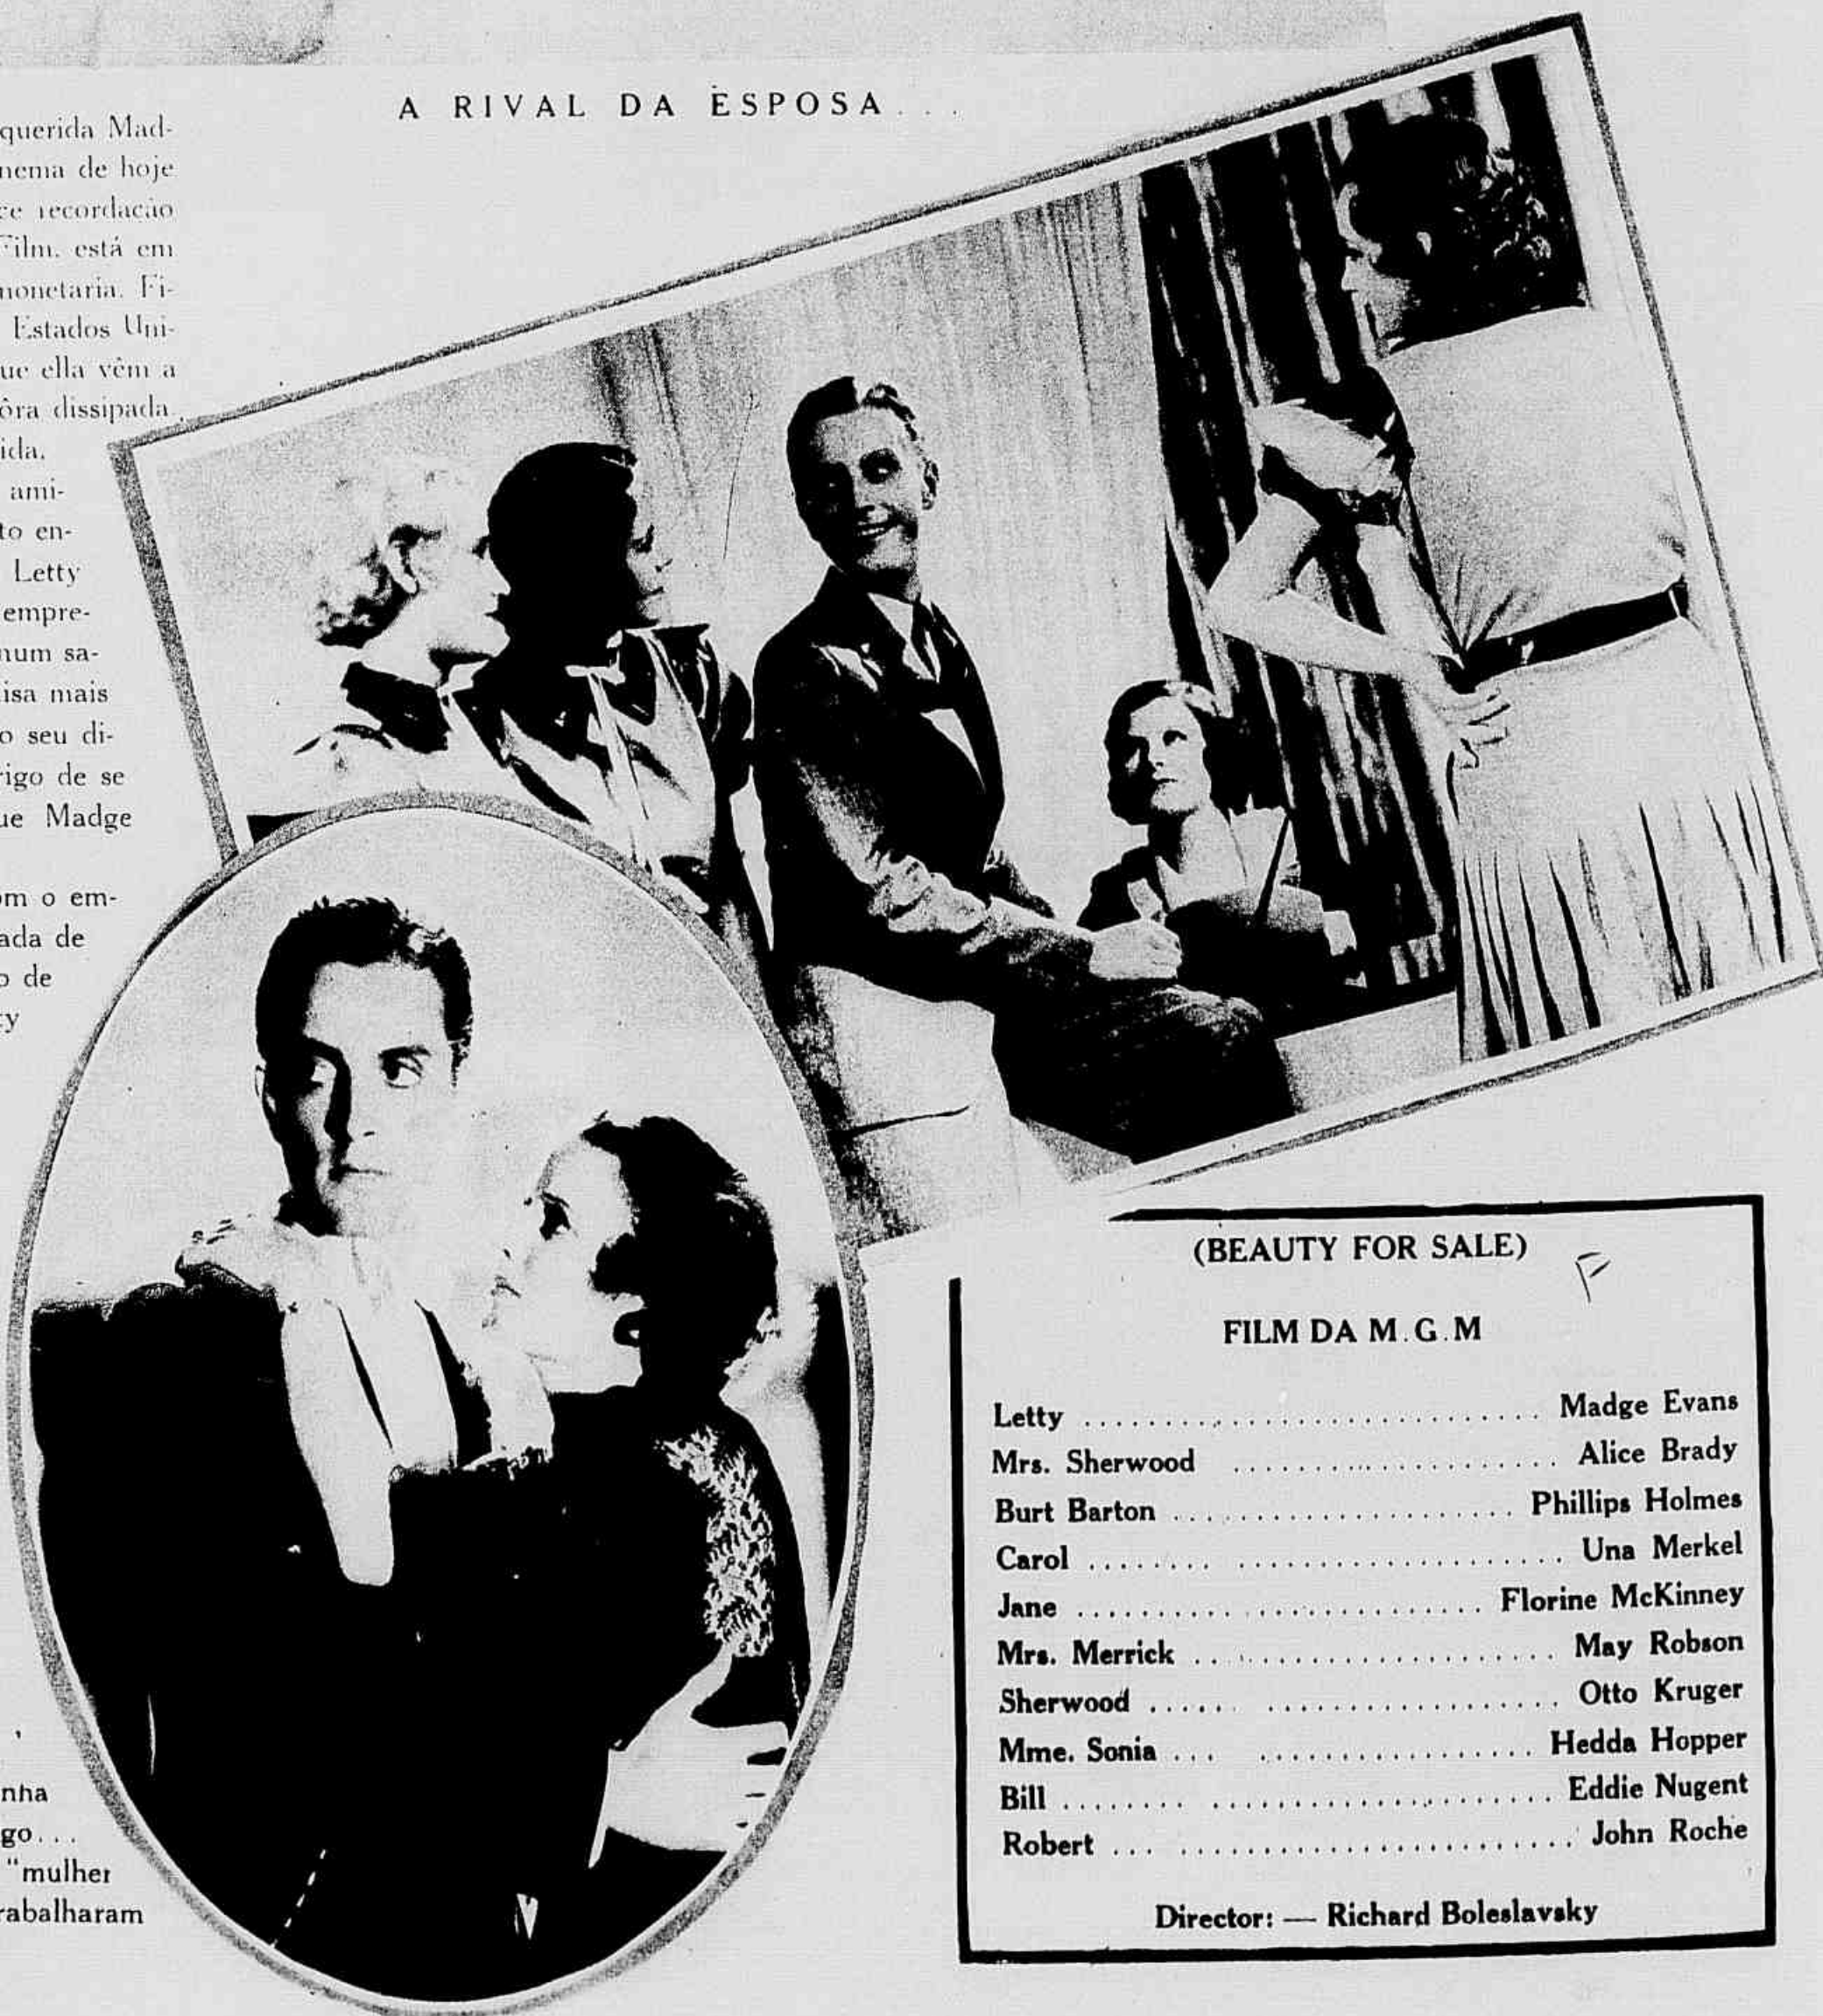 A RIVAL DA ESPOSA...
querida Mad-
nema de hoje
ce recordação
Film. está em
monetaria. Fi-
Estados Uni-
ue ella vêm a
ôra dissipada.
ida.
ami-
to en-
Letty
empre-
num sa-
isa mais
o seu di-
rigo de se
ue Madge
om o em-
ada de
o de
ty
,
nha
go...
"mulher
rabalharam
(BEAUTY FOR SALE)
FILM DA M.G.M
Letty .............................. Madge Evans
Mrs. Sherwood ...................... Alice Brady
Burt Barton ...................... Phillips Holmes
Carol .............................. Una Merkel
Jane .......................... Florine McKinney
Mrs. Merrick ...................... May Robson
Sherwood ......................... Otto Kruger
Mme. Sonia ...................... Hedda Hopper
Bill .............................. Eddie Nugent
Robert ............................ John Roche
Director: — Richard Boleslavsky